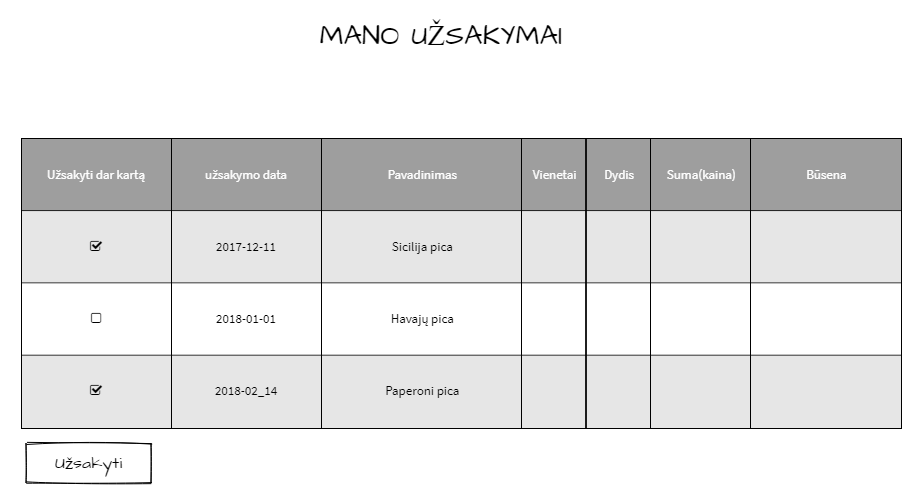 MANO UŽSAKYMAI
Užsakyti dar kartą užsakymo data Pavadinimas Vienetai Dydis Suma(kaina) Būsena
2017-12-11 Sicilija pica
2018-01-01 Havajų pica
2018-02_14 Paperoni pica
Užsakyti